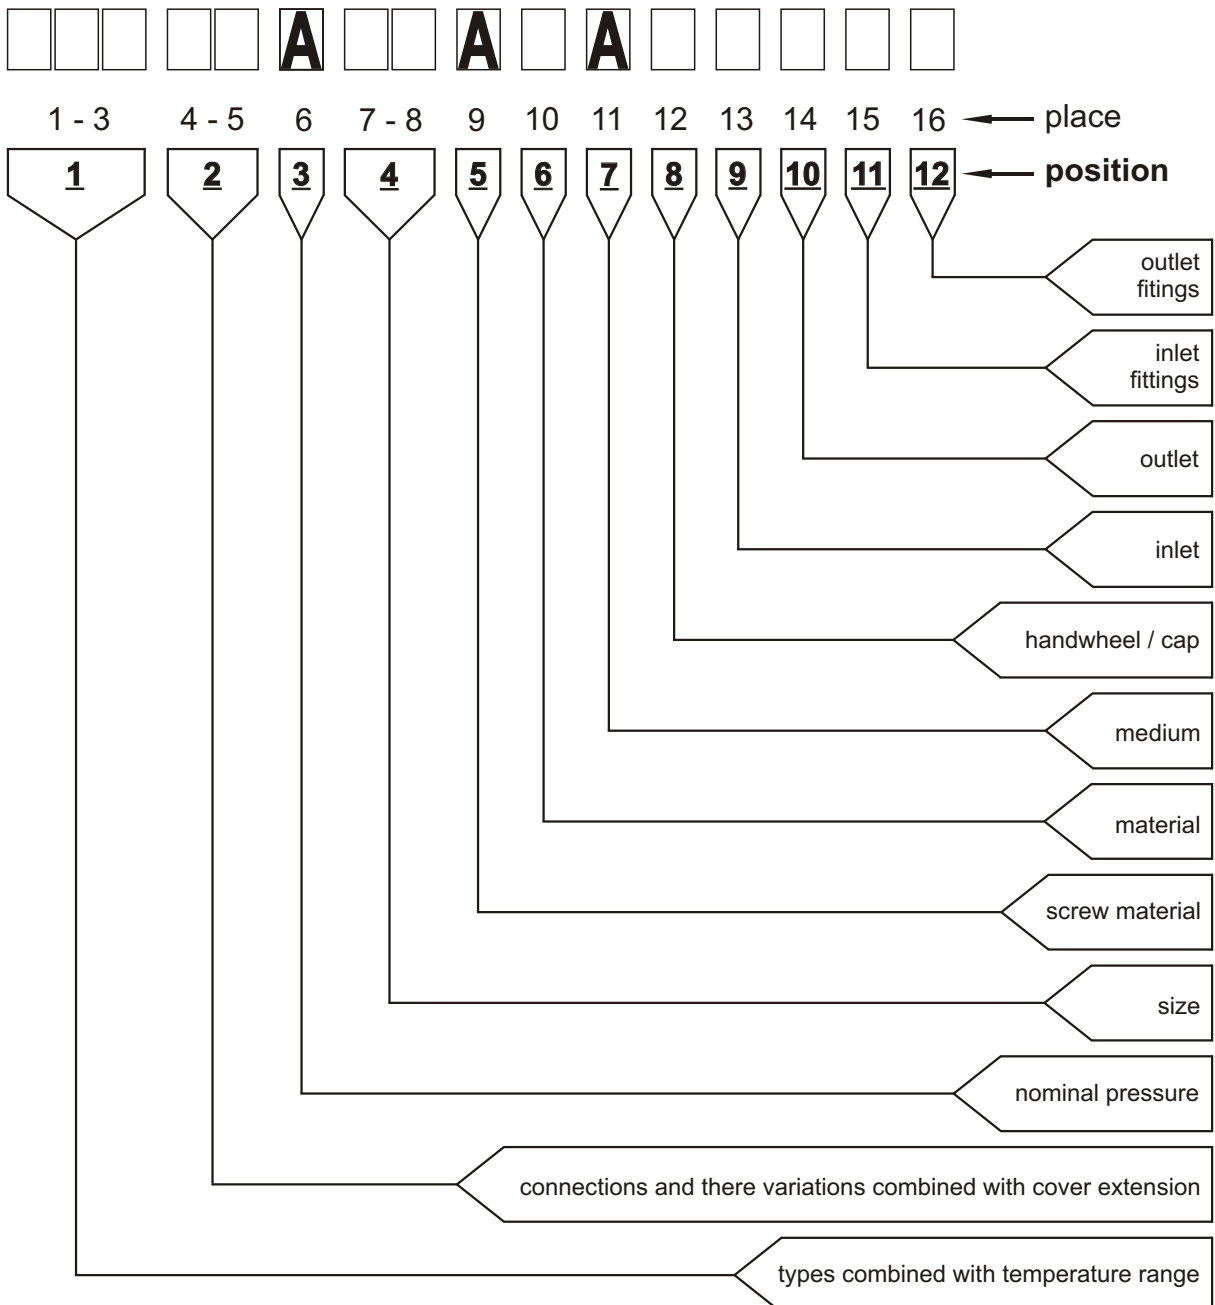 A A A
1 - 3 4 - 5 6 7 - 8 9 10 11 12 13 14 15 16 place
1 2 3 4 5 6 7 8 9 10 11 12 position
outlet
fitings
inlet
fittings
outlet
inlet
handwheel / cap
medium
material
screw material
size
nominal pressure
connections and there variations combined with cover extension
types combined with temperature range